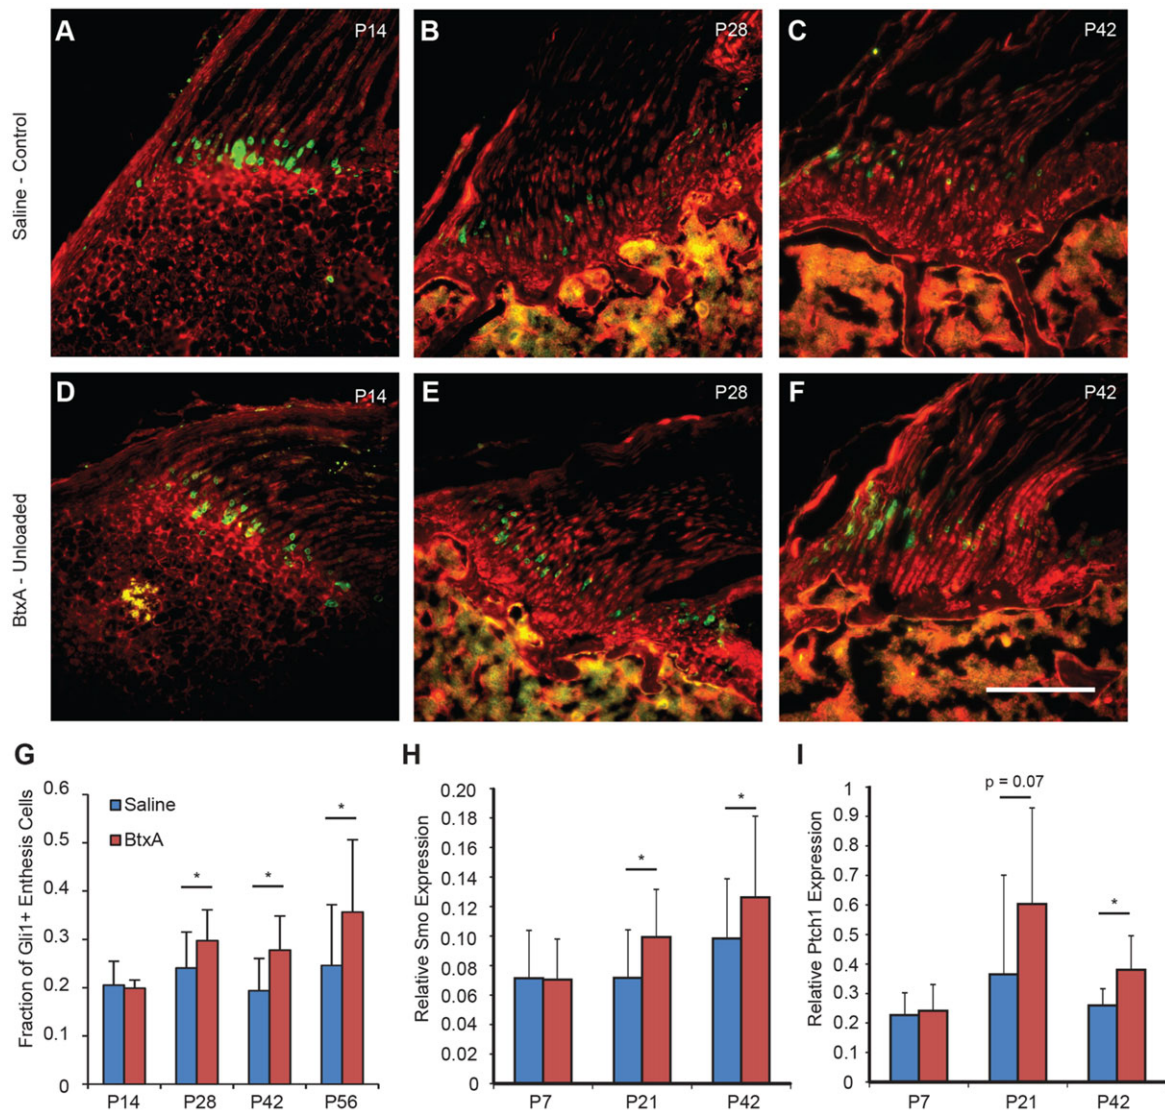 A P14
B P28
C P42
Saline - Control
D P14
E P28
F P42
BtxA - Unloaded
G
Fraction of Gli1+ Enthesis Cells
0.6
0.5
0.4
0.3
0.2
0.1
0
Saline
BtxA
*
*
*
P14 P28 P42 P56
H
Relative Smo Expression
0.20
0.18
0.16
0.14
0.12
0.10
0.08
0.06
0.04
0.02
0
*
*
P7 P21 P42
I
Relative Ptch1 Expression
1
0.9
0.8
0.7
0.6
0.5
0.4
0.3
0.2
0.1
0
p = 0.07
*
P7 P21 P42